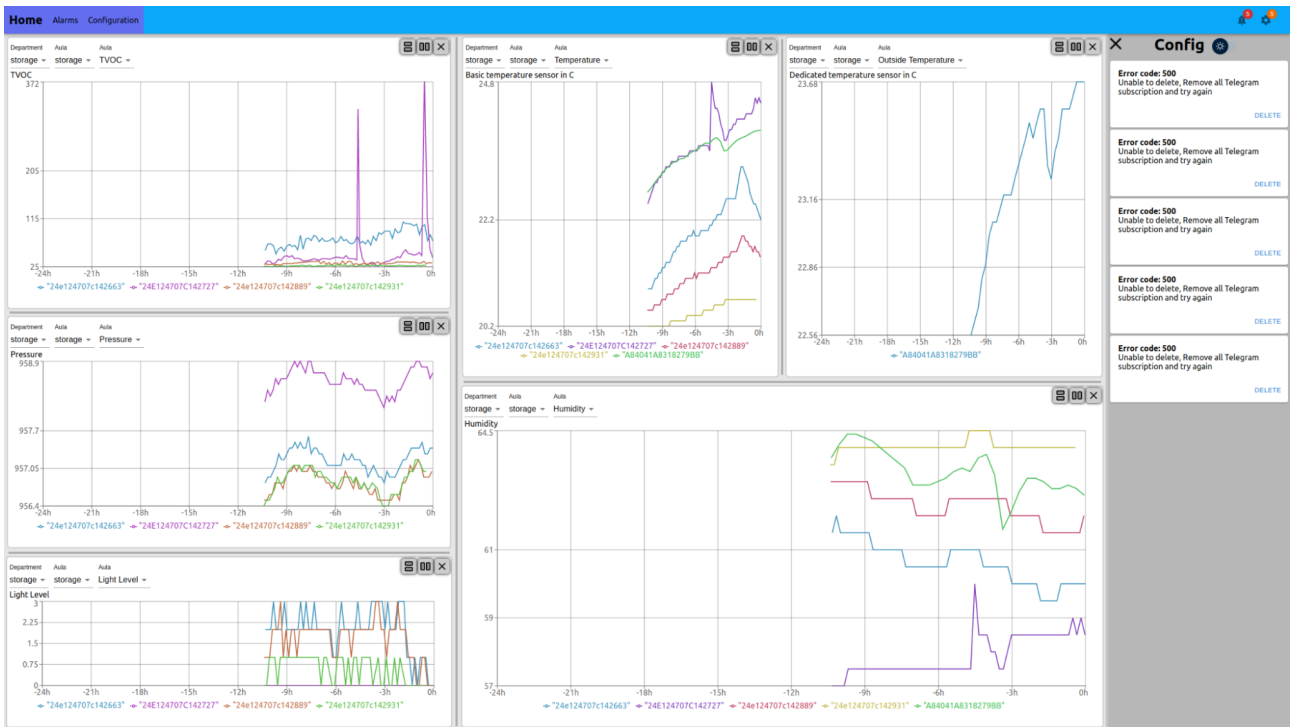 Home Alarms Configuration
5 5
Department Aula Aula
storage storage TVOC
TVOC
372
205
115
25
-24h -21h -18h -15h -12h -9h -6h -3h 0h
"24e124707c142663" "24E124707C142727" "24e124707c142889" "24e124707c142931"
Department Aula Aula
storage storage Pressure
Pressure
958.9
957.7
957.05
956.4
-24h -21h -18h -15h -12h -9h -6h -3h 0h
"24e124707c142663" "24E124707C142727" "24e124707c142889" "24e124707c142931"
Department Aula Aula
storage storage Light Level
Light Level
3
2.25
1.5
0.75
0
-24h -21h -18h -15h -12h -9h -6h -3h 0h
"24e124707c142663" "24E124707C142727" "24e124707c142889" "24e124707c142931"
Department Aula Aula
storage storage Temperature
Basic temperature sensor in C
24.8
22.2
20.2
-24h -21h -18h -15h -12h -9h -6h -3h 0h
"24e124707c142663" "24E124707C142727" "24e124707c142889"
"24e124707c142931" "A84041A8318279BB"
Department Aula Aula
storage storage Outside Temperature
Dedicated temperature sensor in C
23.68
23.16
22.86
22.56
-24h -21h -18h -15h -12h -9h -6h -3h 0h
"A84041A8318279BB"
Department Aula Aula
storage storage Humidity
Humidity
64.5
61
59
57
-24h -21h -18h -15h -12h -9h -6h -3h 0h
"24e124707c142663" "24E124707C142727" "24e124707c142889" "24e124707c142931" "A84041A8318279BB"
Config
Error code: 500
Unable to delete, Remove all Telegram
subscription and try again
DELETE
Error code: 500
Unable to delete, Remove all Telegram
subscription and try again
DELETE
Error code: 500
Unable to delete, Remove all Telegram
subscription and try again
DELETE
Error code: 500
Unable to delete, Remove all Telegram
subscription and try again
DELETE
Error code: 500
Unable to delete, Remove all Telegram
subscription and try again
DELETE